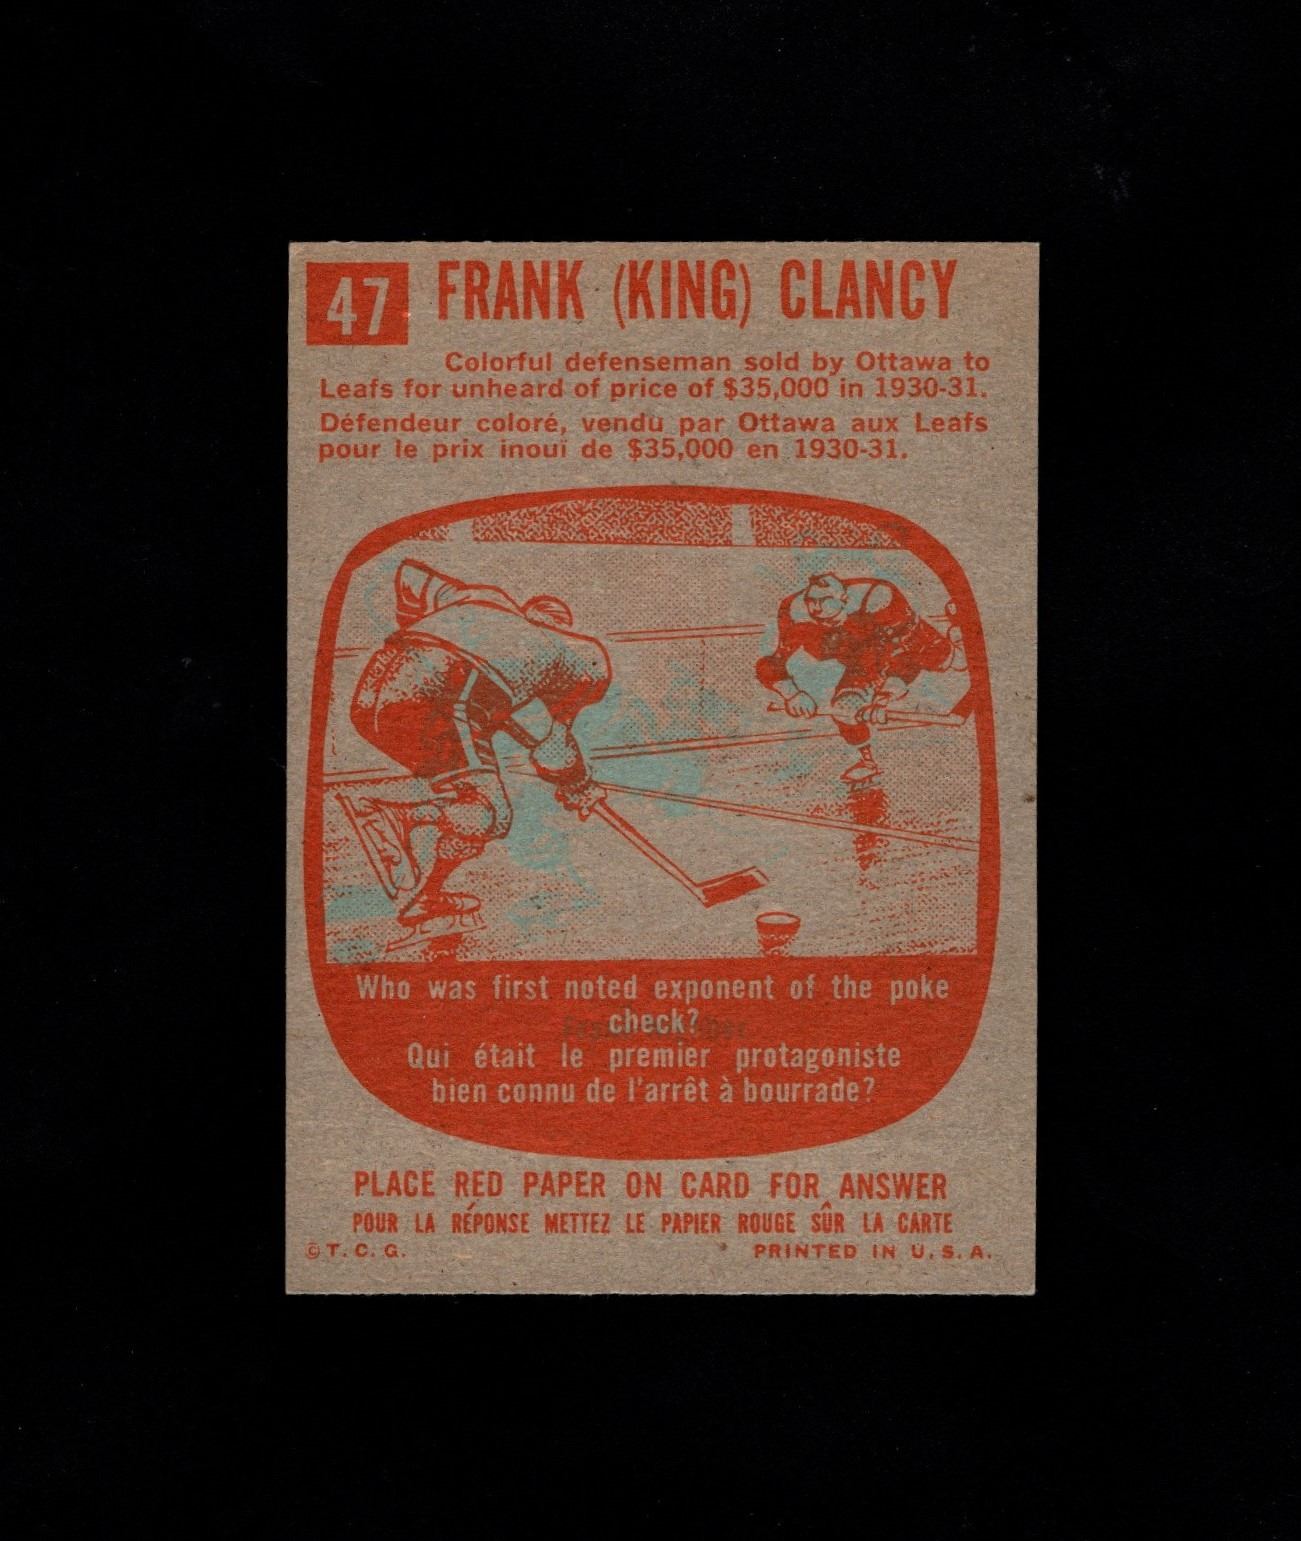 47 FRANK (KING) CLANCY
Colorful defenseman sold by Ottawa to
Leafs for unheard of price of $35,000 in 1930-31.
Défendeur coloré, vendu par Ottawa aux Leafs
pour le prix inouï de $35,000 en 1930-31.
Who was first noted exponent of the poke
check?
Qui était le premier protagoniste
bien connu de l'arrêt à bourrade?
PLACE RED PAPER ON CARD FOR ANSWER
POUR LA RÉPONSE METTEZ LE PAPIER ROUGE SÛR LA CARTE
© T. C. G. PRINTED IN U. S. A.